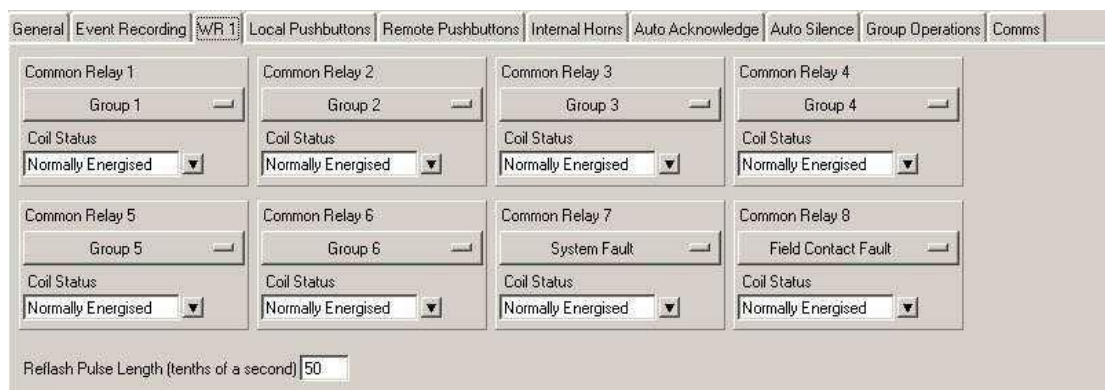 General Event Recording WR 1 Local Pushbuttons Remote Pushbuttons Internal Horns Auto Acknowledge Auto Silence Group Operations Comms
Common Relay 1 Common Relay 2 Common Relay 3 Common Relay 4
Group 1 Group 2 Group 3 Group 4
Coil Status Coil Status Coil Status Coil Status
Normally Energised Normally Energised Normally Energised Normally Energised
Common Relay 5 Common Relay 6 Common Relay 7 Common Relay 8
Group 5 Group 6 System Fault Field Contact Fault
Coil Status Coil Status Coil Status Coil Status
Normally Energised Normally Energised Normally Energised Normally Energised
Reflash Pulse Length (tenths of a second) 50